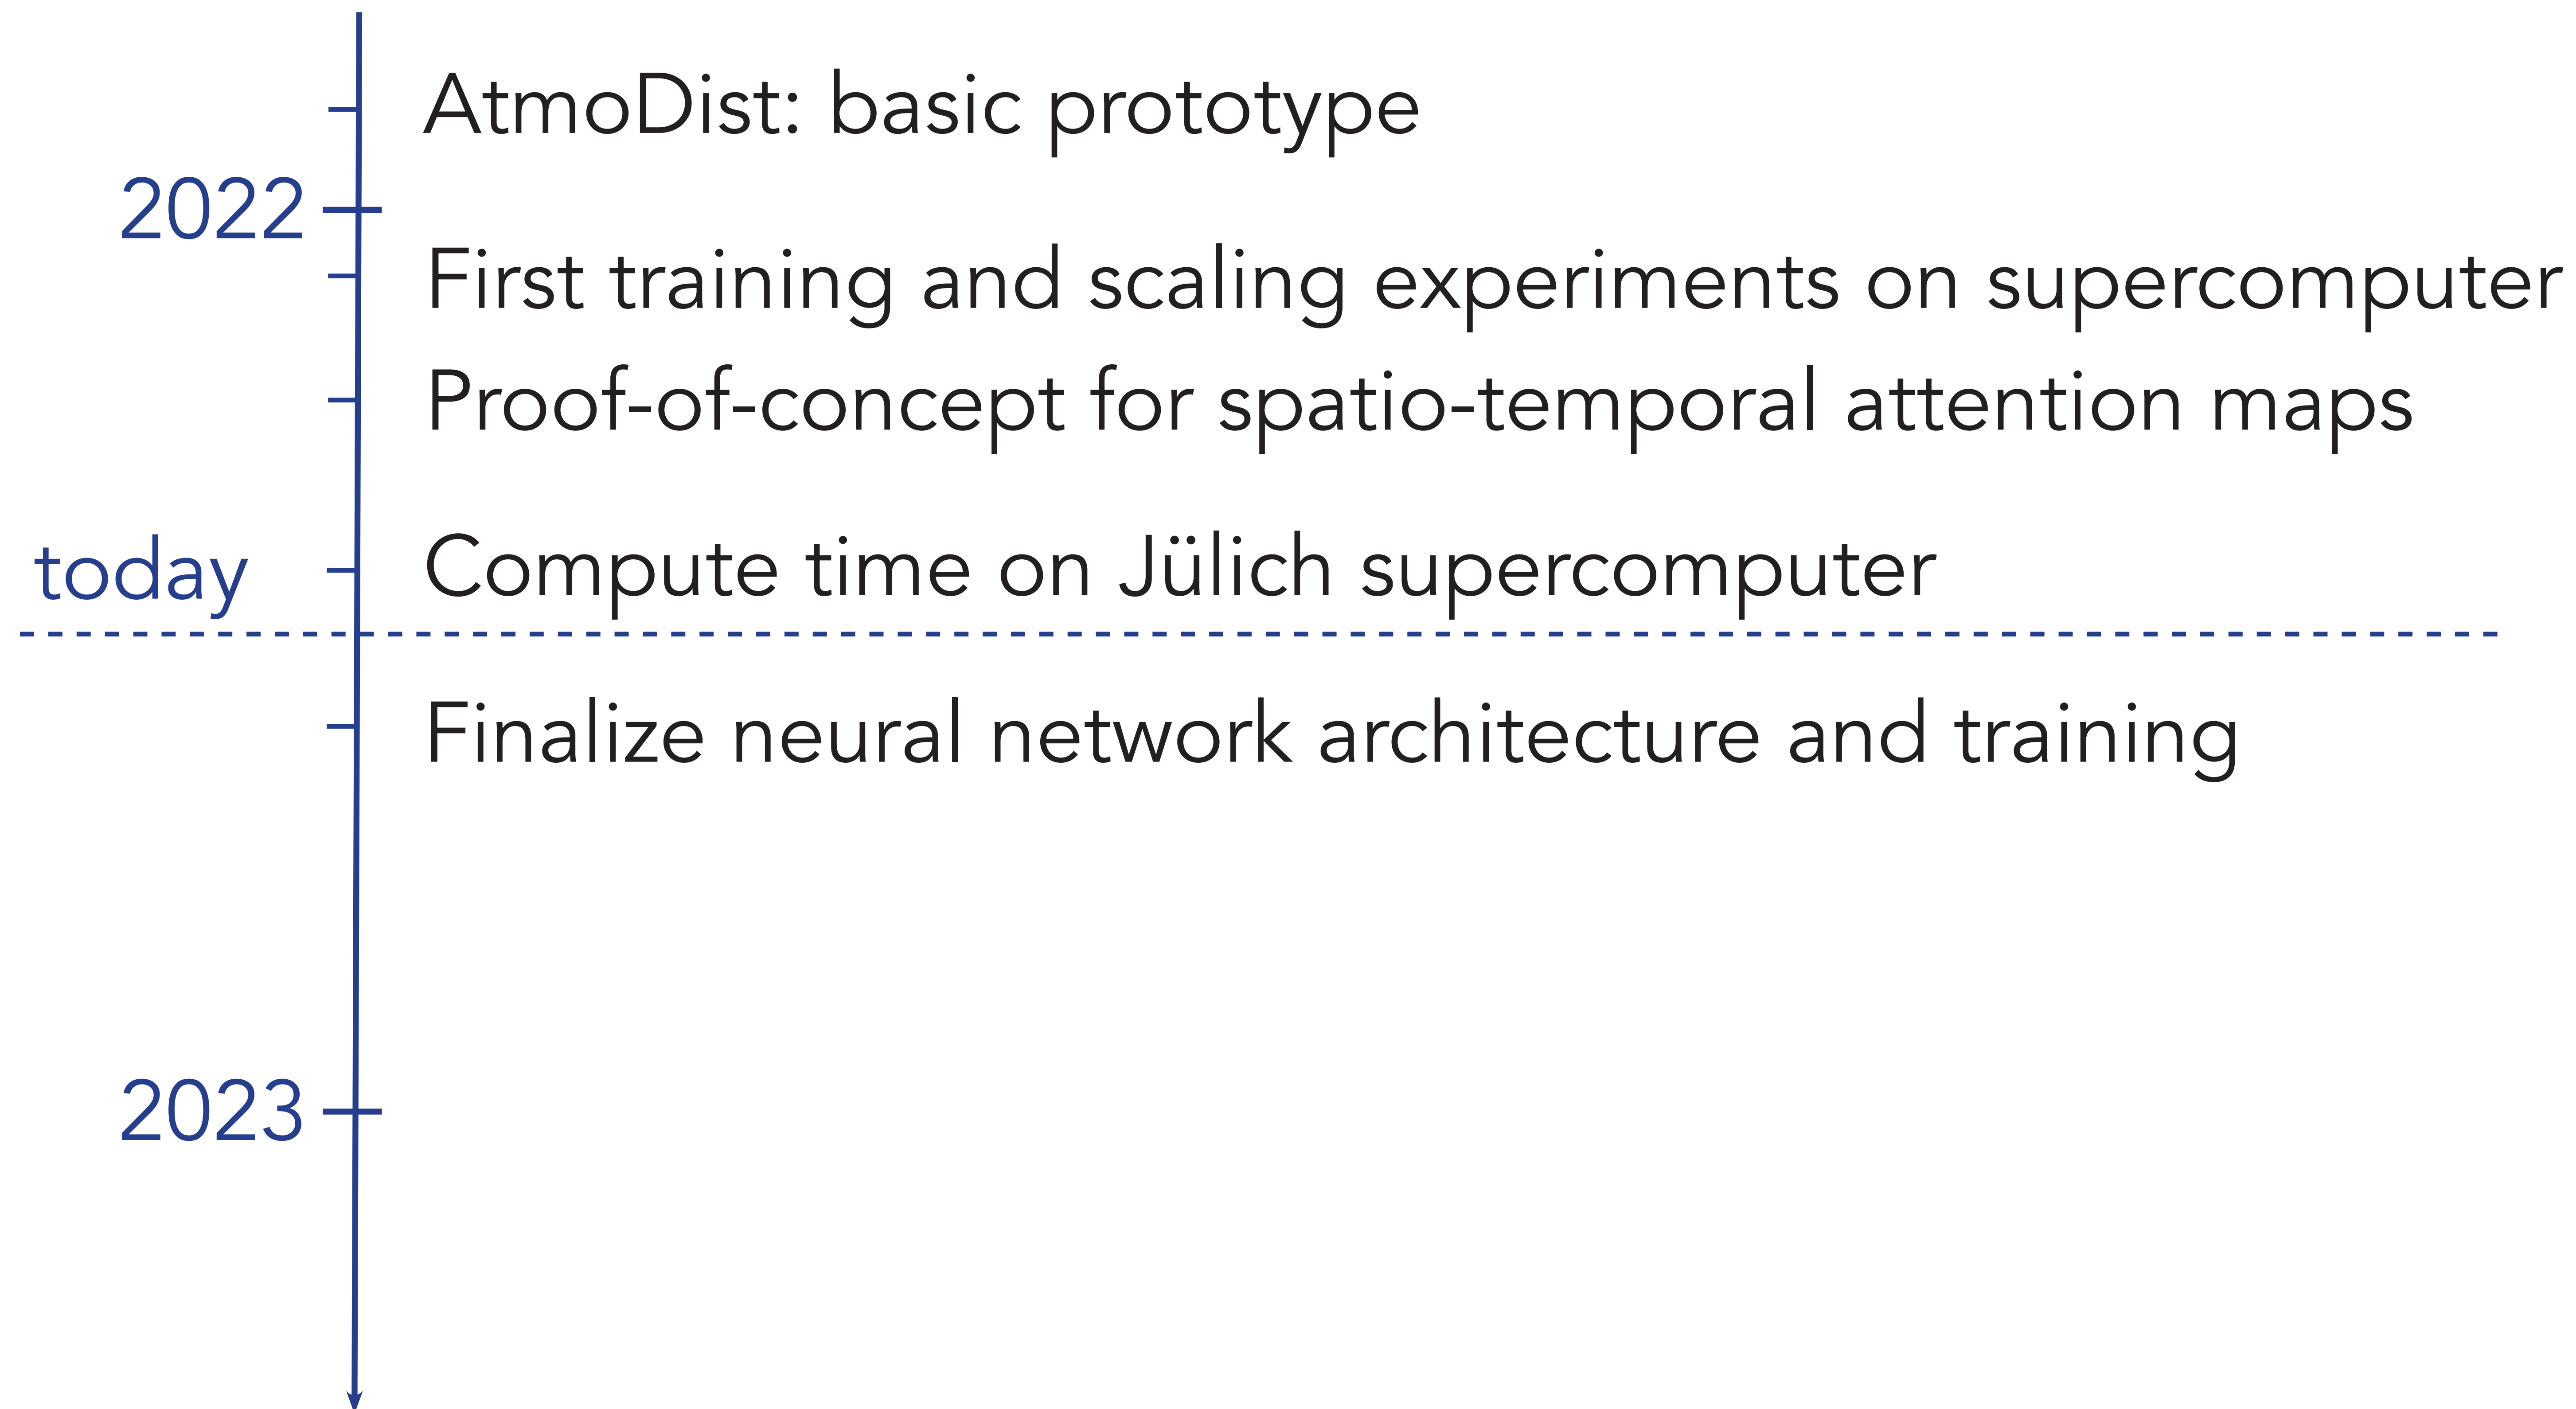 AtmoDist: basic prototype
2022
First training and scaling experiments on supercomputer
Proof-of-concept for spatio-temporal attention maps
today
Compute time on Jülich supercomputer
Finalize neural network architecture and training
2023